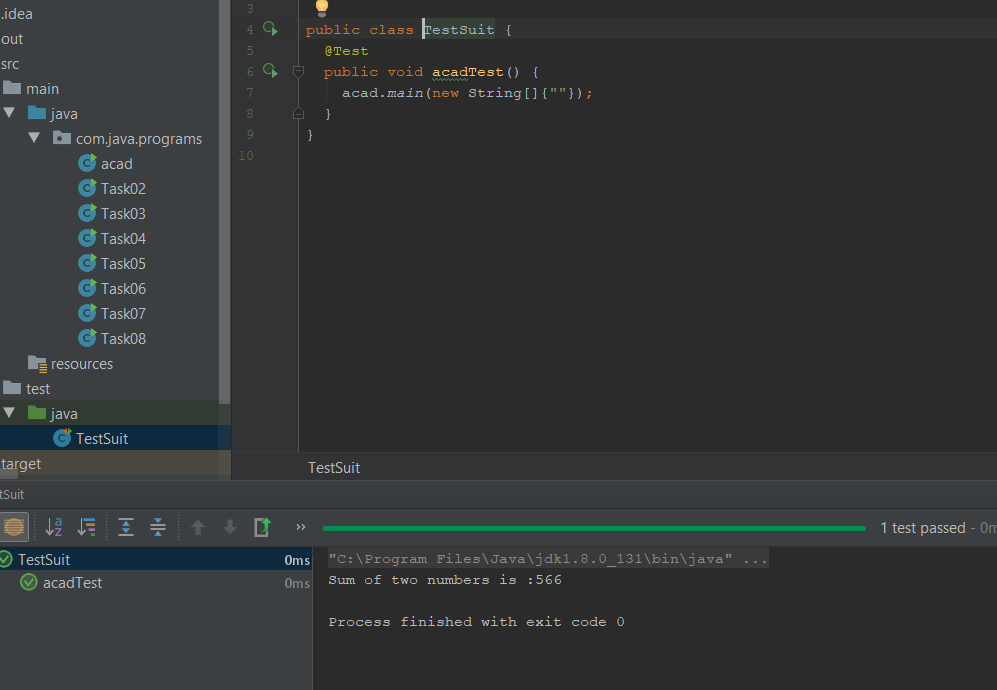 .idea
out
src
main
java
com.java.programs
acad
Task02
Task03
Task04
Task05
Task06
Task07
Task08
resources
test
java
TestSuit
target
3
4 public class TestSuit {
5 @Test
6 public void acadTest() {
7 acad.main(new String[]{""});
8 }
9 }
10
TestSuit
tSuit
1 test passed - 0m
TestSuit 0ms
acadTest 0ms
"C:\Program Files\Java\jdk1.8.0_131\bin\java" ...
Sum of two numbers is :566
Process finished with exit code 0